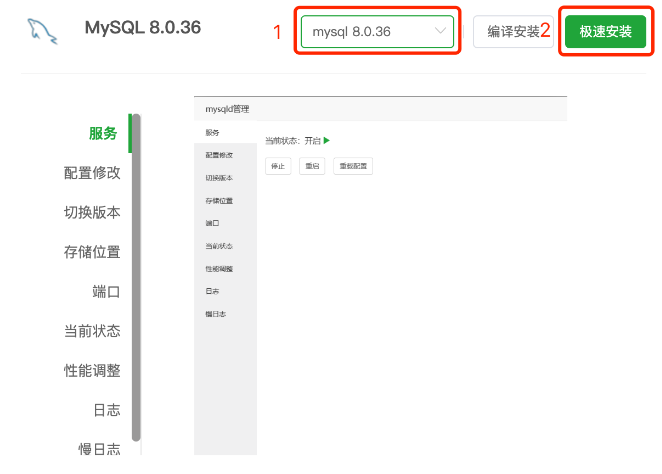 MySQL 8.0.36
1
mysql 8.0.36
编译安装
2
极速安装
服务
配置修改
切换版本
存储位置
端口
当前状态
性能调整
日志
慢日志
mysqld管理
服务
配置修改
切换版本
存储位置
端口
当前状态
性能调整
日志
慢日志
当前状态：开启
停止
重启
重载配置